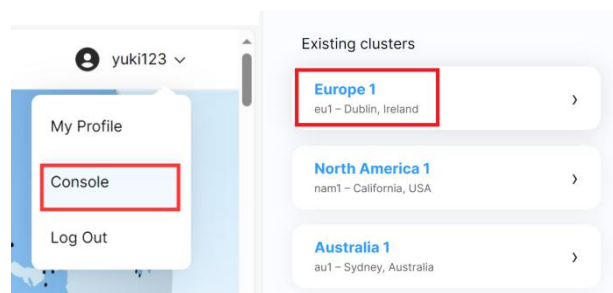 yuki123
My Profile
Console
Log Out
Existing clusters
Europe 1
eu1 – Dublin, Ireland
North America 1
nam1 – California, USA
Australia 1
au1 – Sydney, Australia